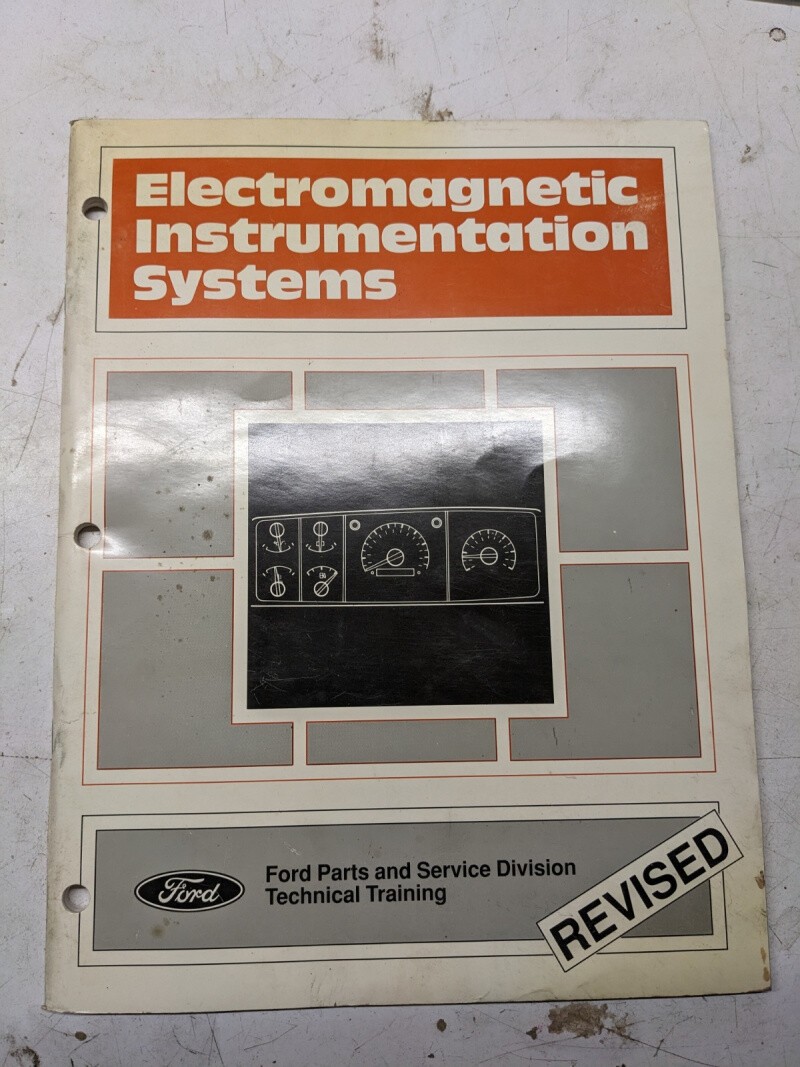 Electromagnetic
Instrumentation
Systems
Ford
Ford Parts and Service Division
Technical Training
REVISED